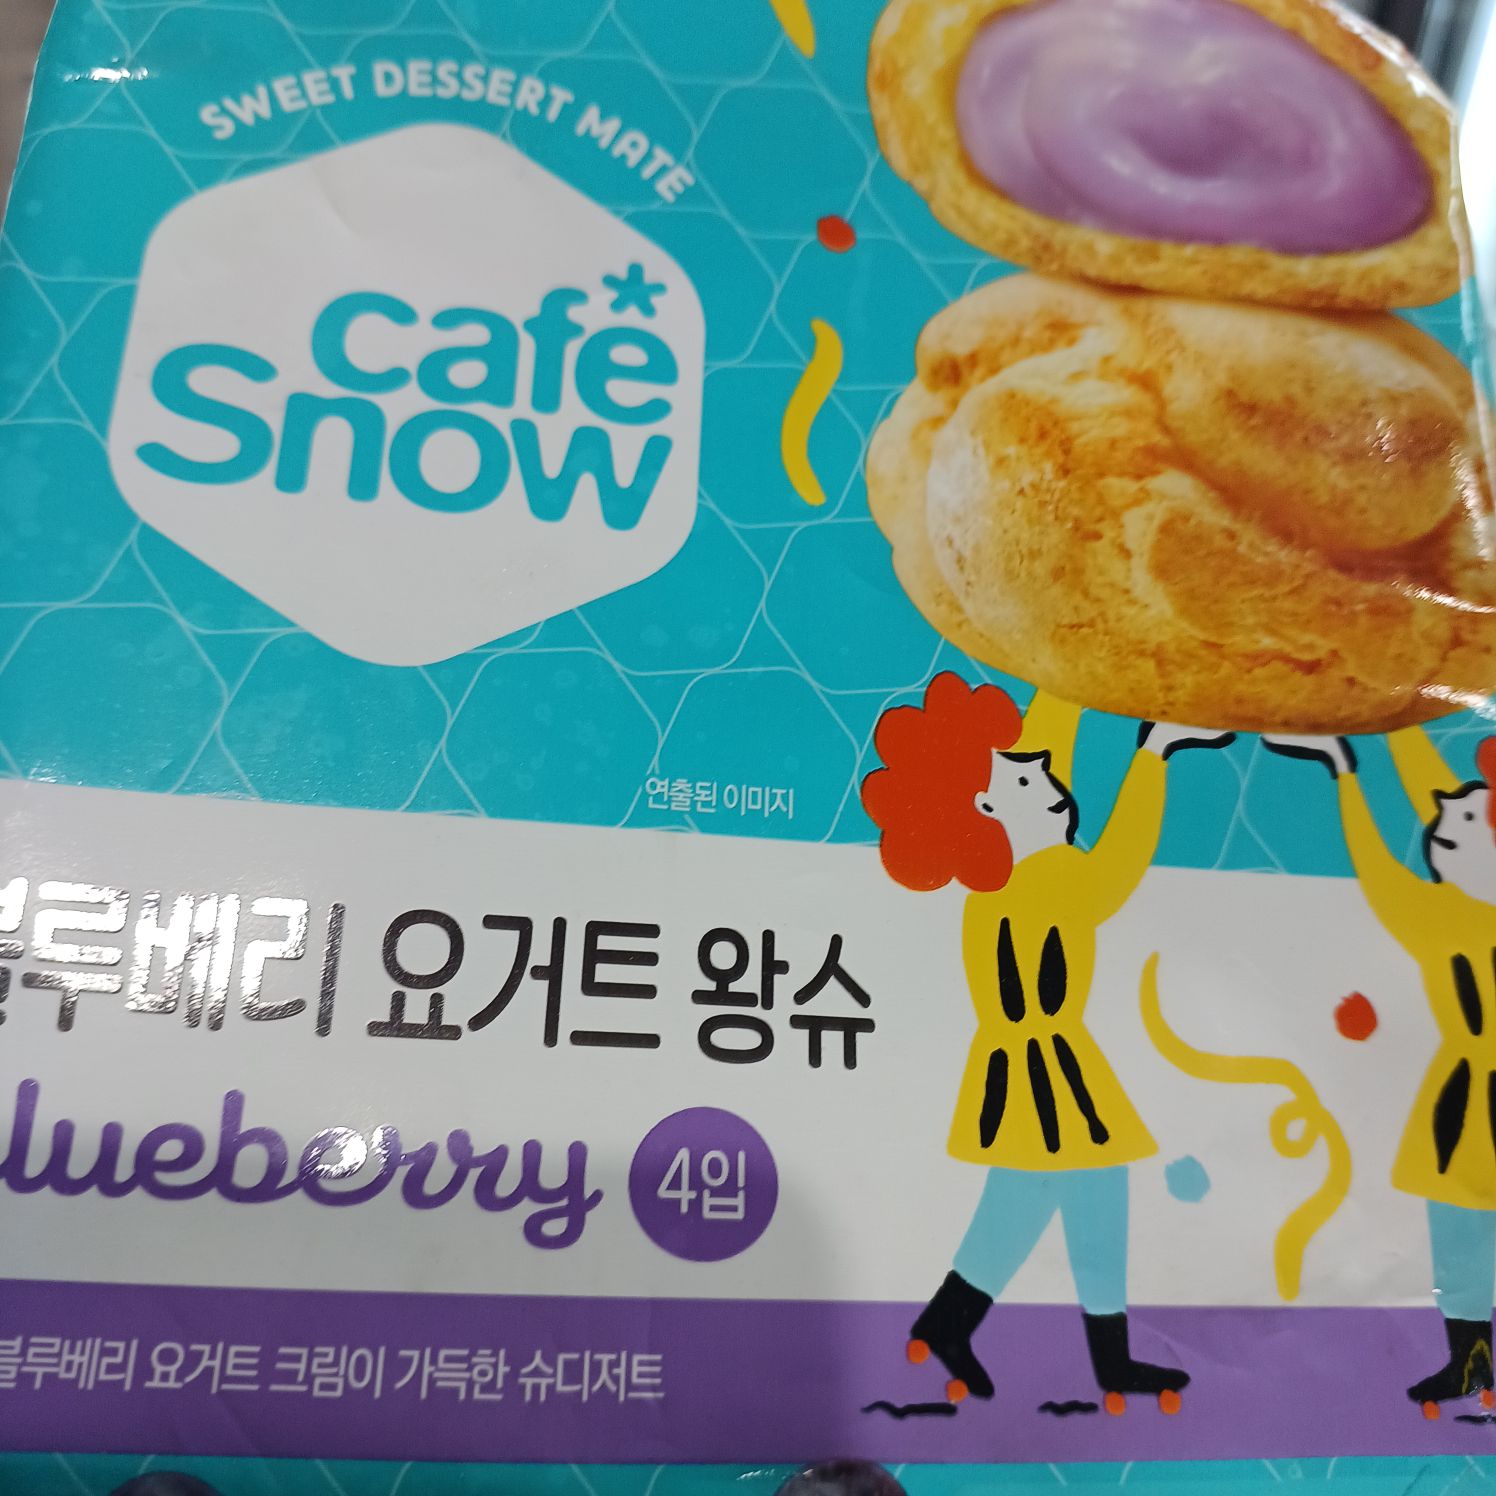 SWEET DESSERT MATE
café
Snow
연출된 이미지
블루베리 요거트 왕슈
lueberry
4입
블루베리 요거트 크림이 가득한 슈디저트